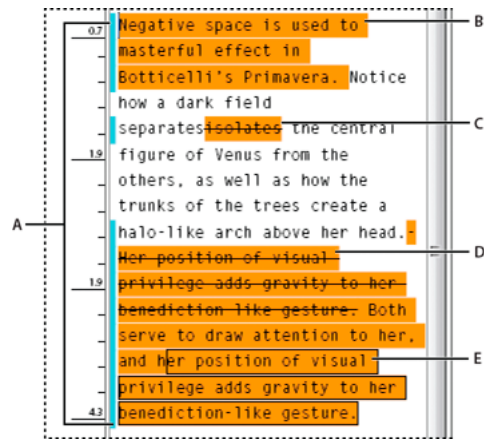 Negative space is used to
masterful effect in
Botticelli's Primavera. Notice
how a dark field
separatesisolates the central
figure of Venus from the
others, as well as how the
trunks of the trees create a
halo-like arch above her head.-
Her position of visual
privilege adds gravity to her
benediction like gesture. Both
serve to draw attention to her,
and her position of visual
privilege adds gravity to her
benediction-like gesture.
0.7
1.9
1.9
4.3
A
B
C
D
E